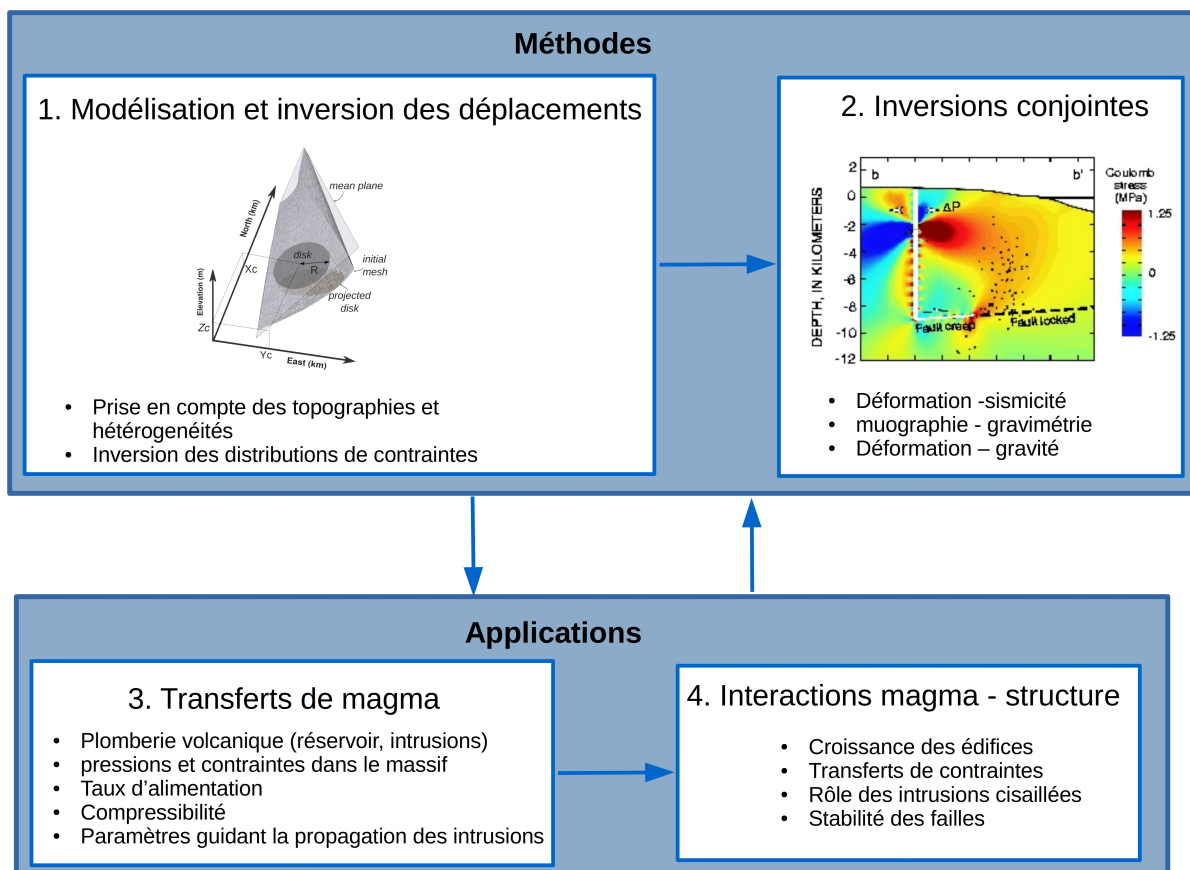 Méthodes
1. Modélisation et inversion des déplacements
mean plane
North (km)
disk
R
initial
mesh
Xc
projected
disk
Elevation (m)
Zc
Yc
East (km)
• Prise en compte des topographies et
hétérogénéités
• Inversion des distributions de contraintes
2. Inversions conjointes
b
b'
Coulomb
stress
(MPa)
1.25
0
-1.25
DEPTH, IN KILOMETERS
2
0
-2
-4
-6
-8
-10
-12
ΔP
Fault creep
Fault locked
• Déformation -sismicité
• muographie - gravimétrie
• Déformation – gravité
Applications
3. Transferts de magma
• Plomberie volcanique (réservoir, intrusions)
• pressions et contraintes dans le massif
• Taux d’alimentation
• Compressibilité
• Paramètres guidant la propagation des intrusions
4. Interactions magma - structure
• Croissance des édifices
• Transferts de contraintes
• Rôle des intrusions cisaillées
• Stabilité des failles